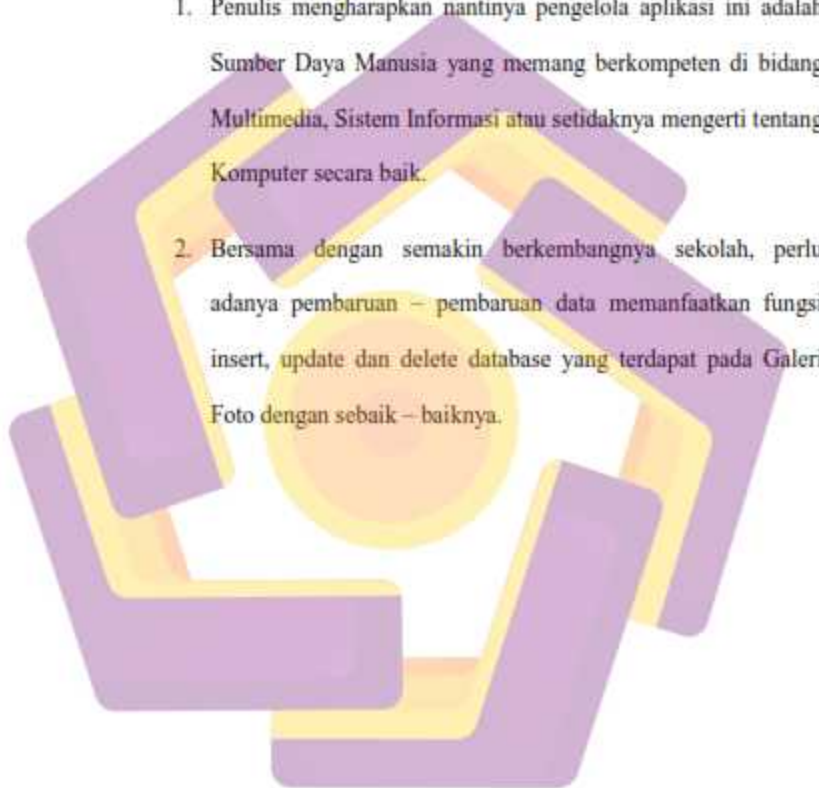 1. Penulis mengharapkan nantinya pengelola aplikasi ini adalah
Sumber Daya Manusia yang memang berkompeten di bidang
Multimedia, Sistem Informasi atau setidaknya mengerti tentang
Komputer secara baik.
2. Bersama dengan semakin berkembangnya sekolah, perlu
adanya pembaruan – pembaruan data memanfaatkan fungsi
insert, update dan delete database yang terdapat pada Galeri
Foto dengan sebaik – baiknya.